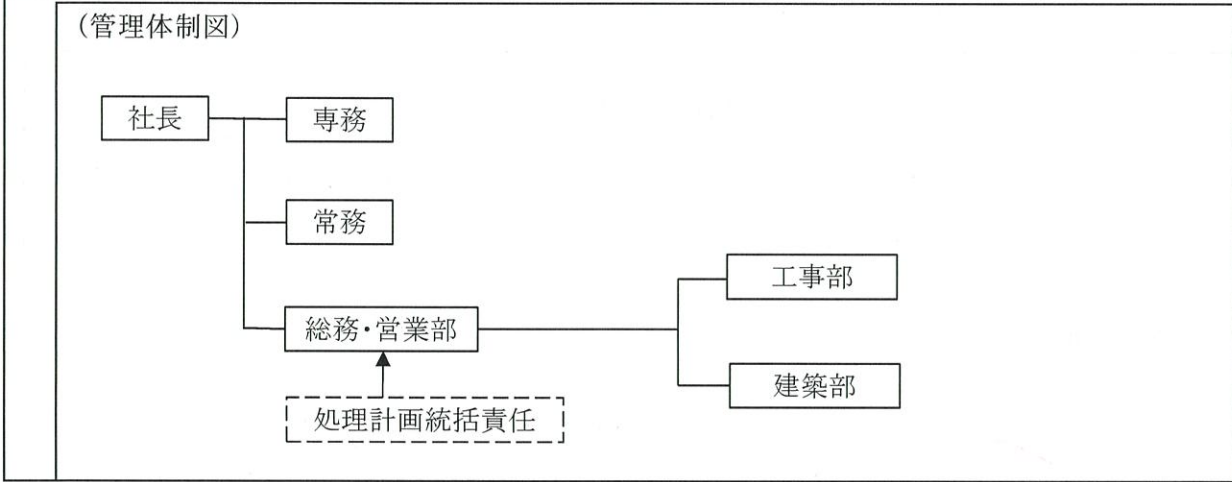 (管理体制図)
社長
専務
常務
工事部
総務・営業部
建築部
処理計画統括責任